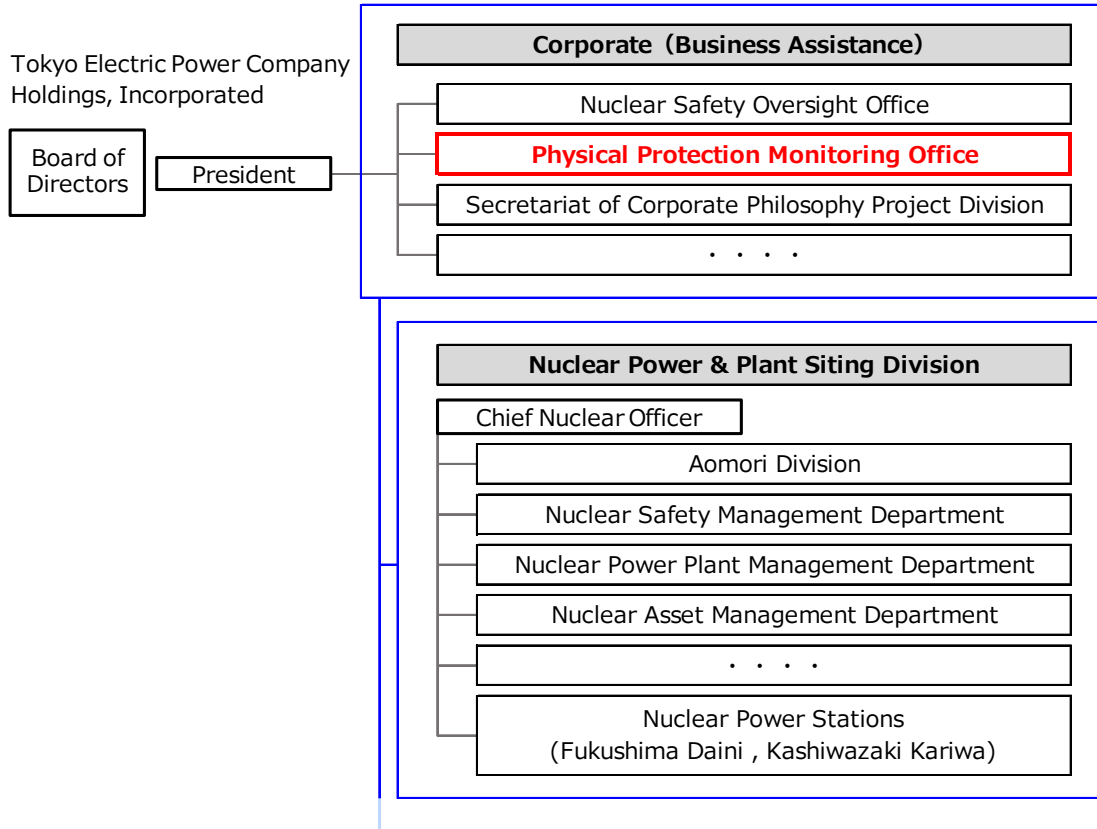 Corporate（Business Assistance）
Tokyo Electric Power Company
Holdings, Incorporated
Board of
Directors
President
Nuclear Safety Oversight Office
Physical Protection Monitoring Office
Secretariat of Corporate Philosophy Project Division
・・・・
Nuclear Power & Plant Siting Division
Chief Nuclear Officer
Aomori Division
Nuclear Safety Management Department
Nuclear Power Plant Management Department
Nuclear Asset Management Department
・・・・
Nuclear Power Stations
(Fukushima Daini , Kashiwazaki Kariwa)